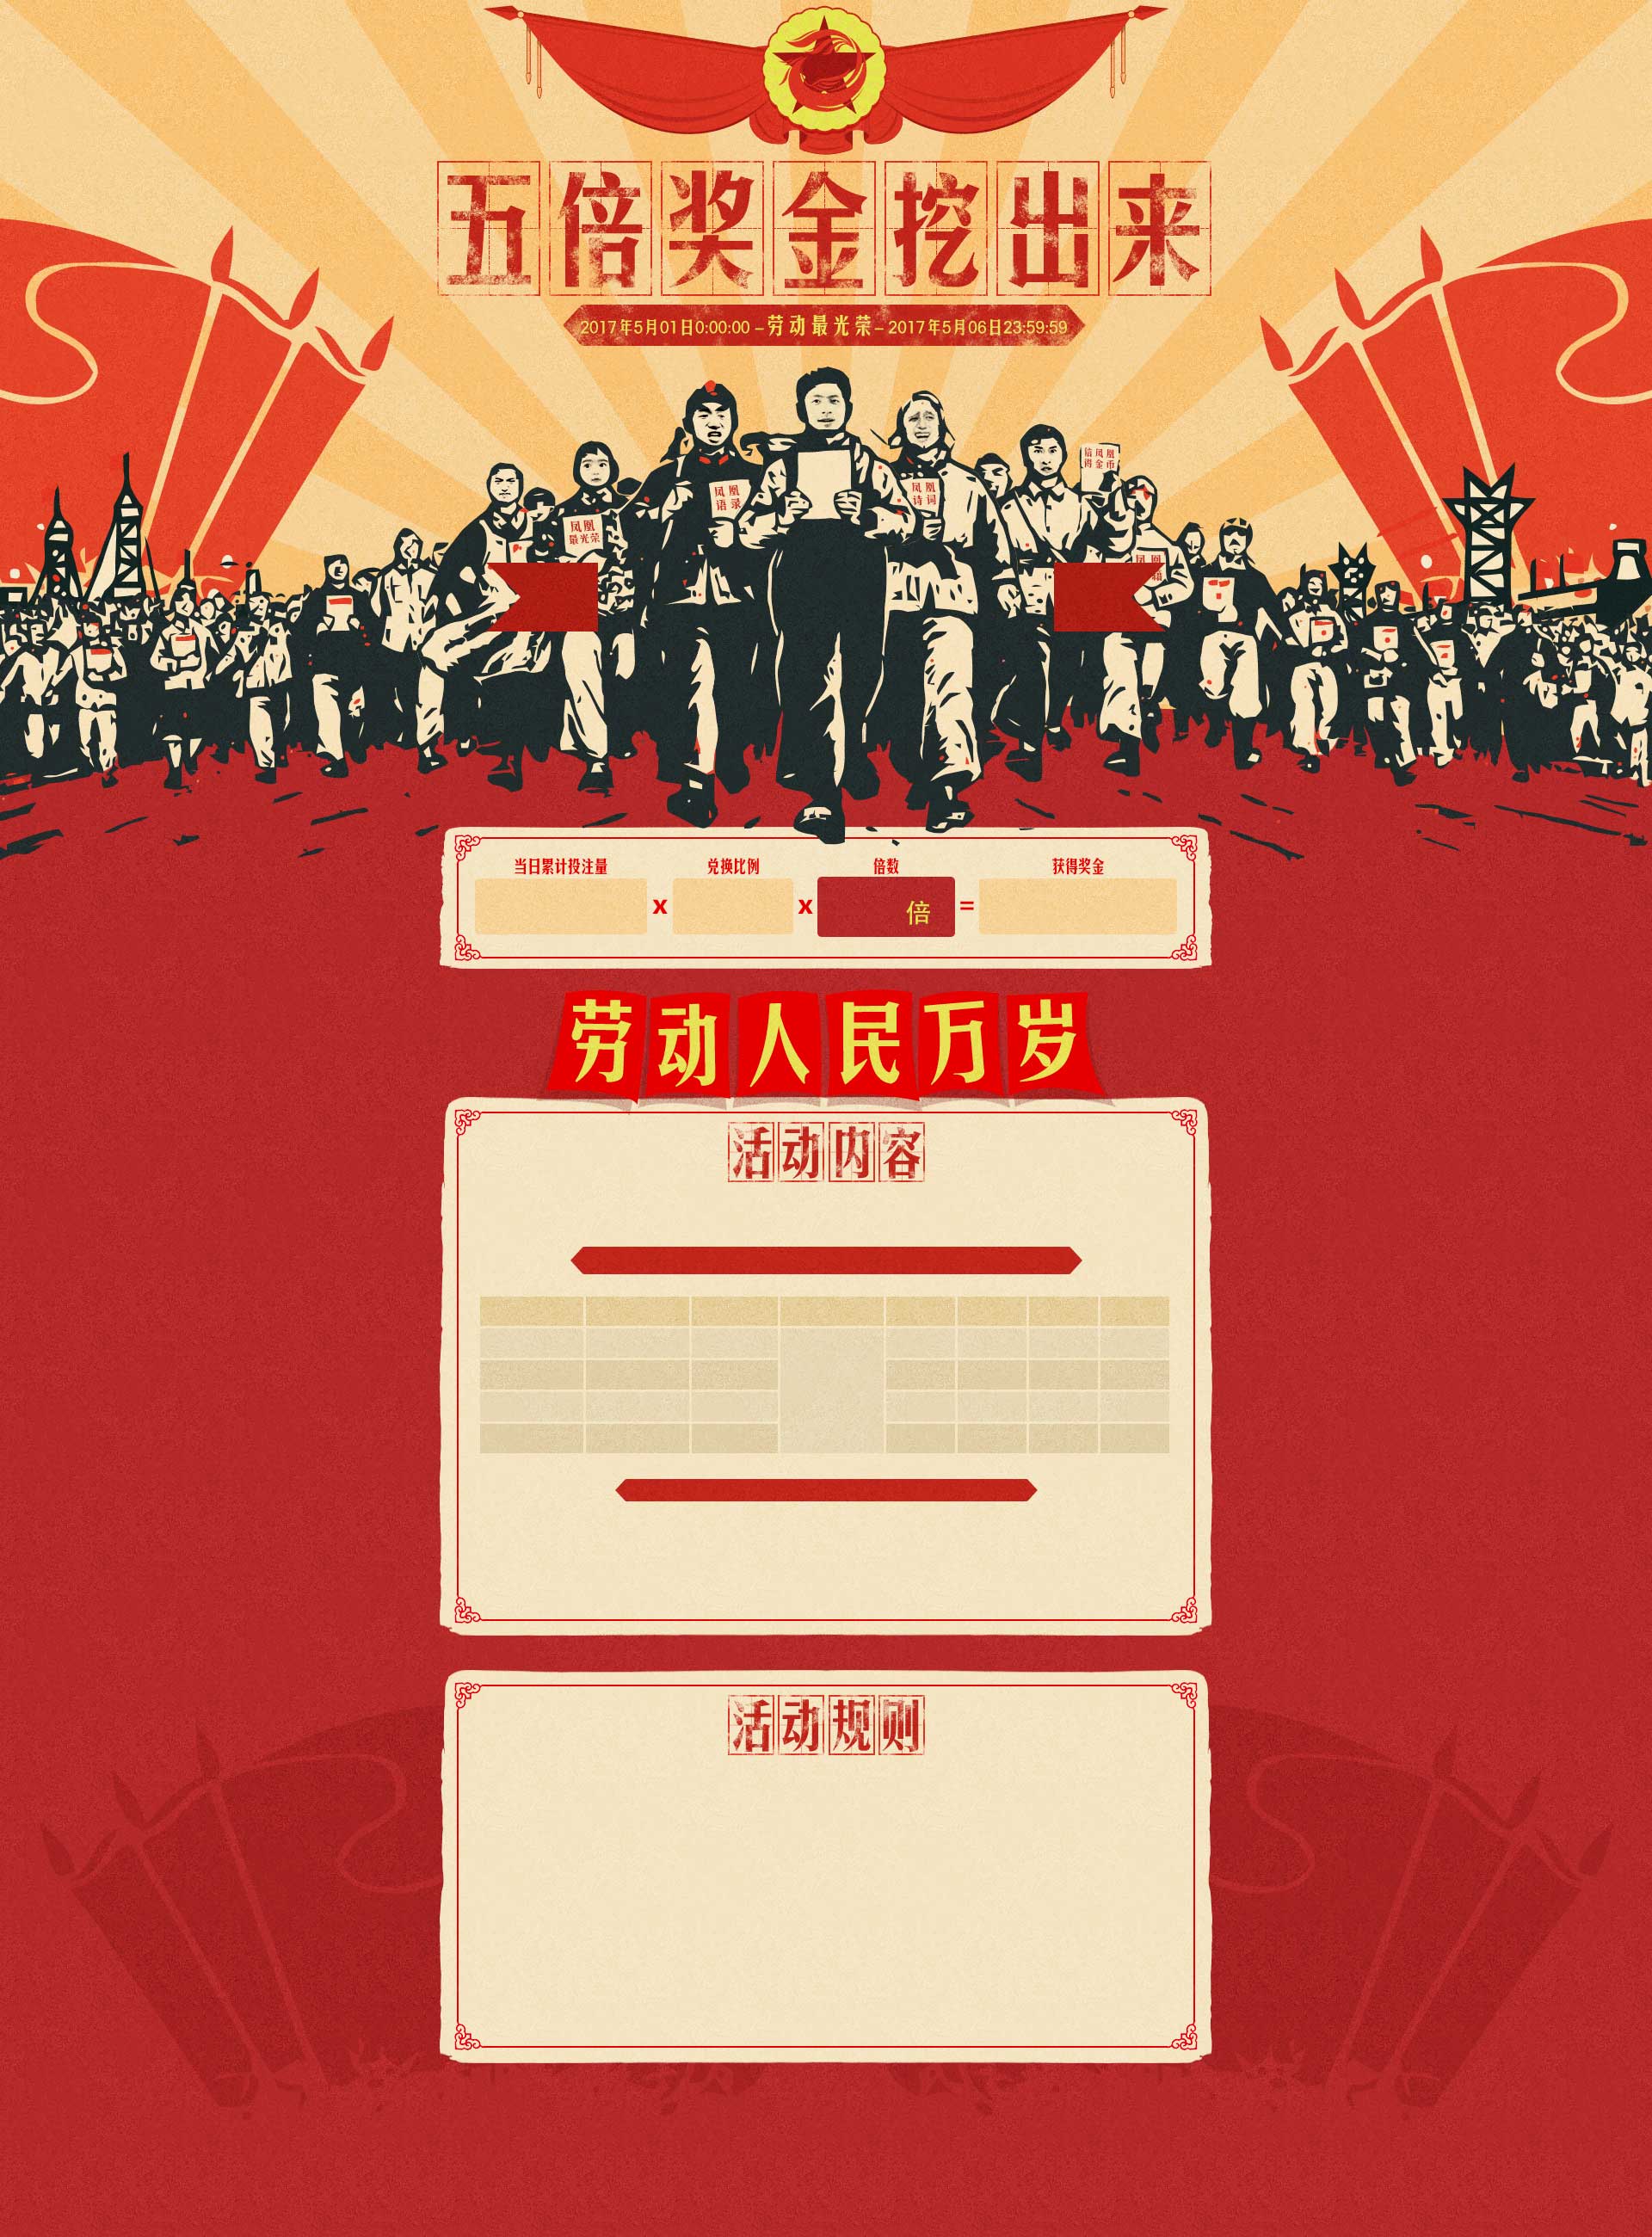 五倍奖金挖出来
2017年5月01日0:00:00 –劳动最光荣– 2017年5月06日23:59:59
倍凤凰
得金币
凤凰
语录
凤凰
诗词
凤凰
最光荣
凤凰
当日累计投注量 兑换比例 倍数 获得奖金
x x 倍 =
劳动人民万岁
活动内容
活动规则